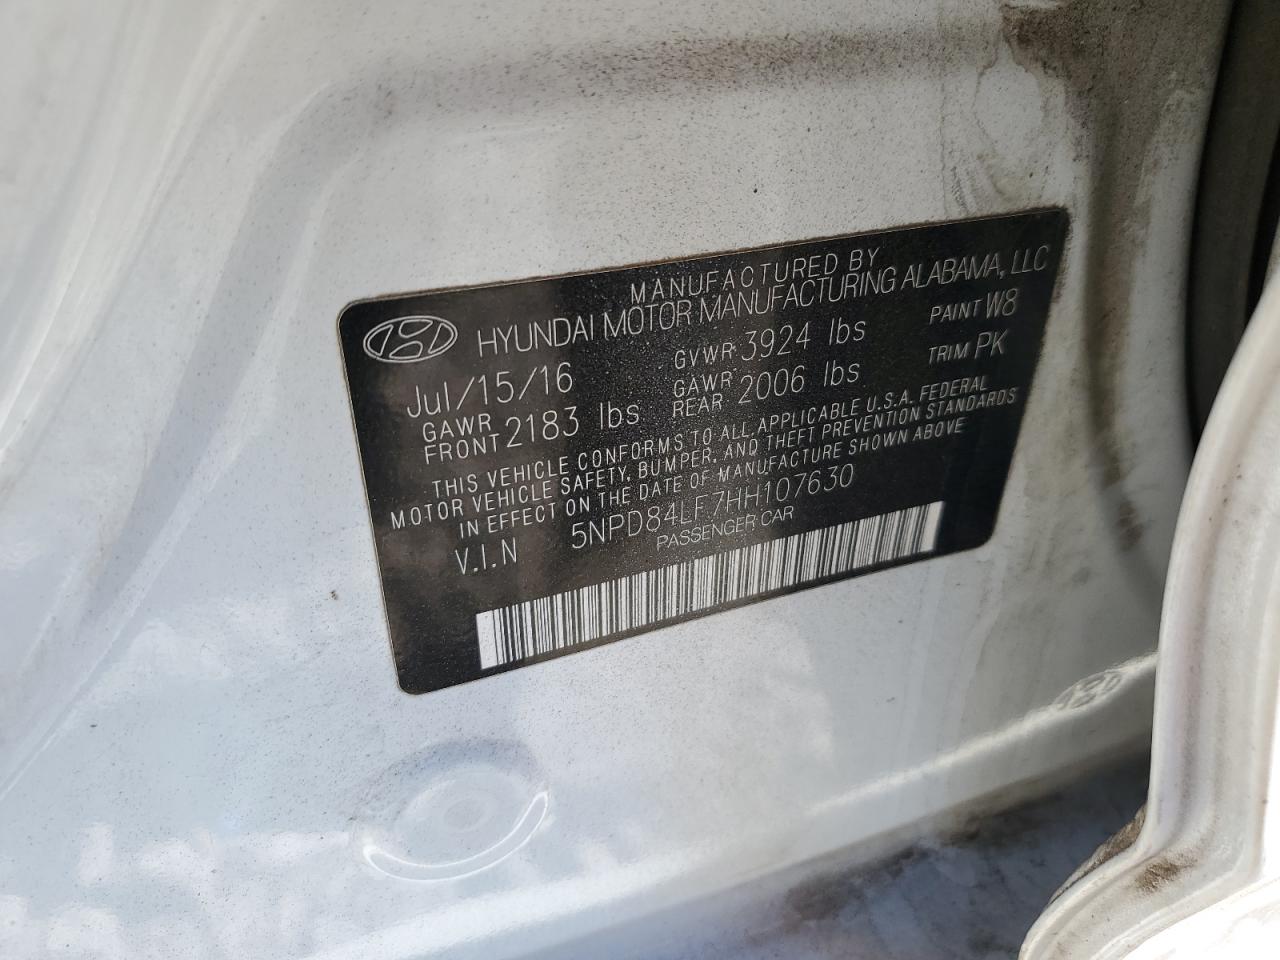 MANUFACTURED BY
HYUNDAI MOTOR MANUFACTURING ALABAMA, LLC
Jul/15/16 GVWR: 3924 lbs PAINT W8
GAWR FRONT 2183 lbs GAWR: REAR 2006 lbs TRIM PK
THIS VEHICLE CONFORMS TO ALL APPLICABLE U.S.A. FEDERAL
MOTOR VEHICLE SAFETY, BUMPER, AND THEFT PREVENTION STANDARDS
IN EFFECT ON THE DATE OF MANUFACTURE SHOWN ABOVE
V.I.N 5NPD84LF7HH107630
PASSENGER CAR